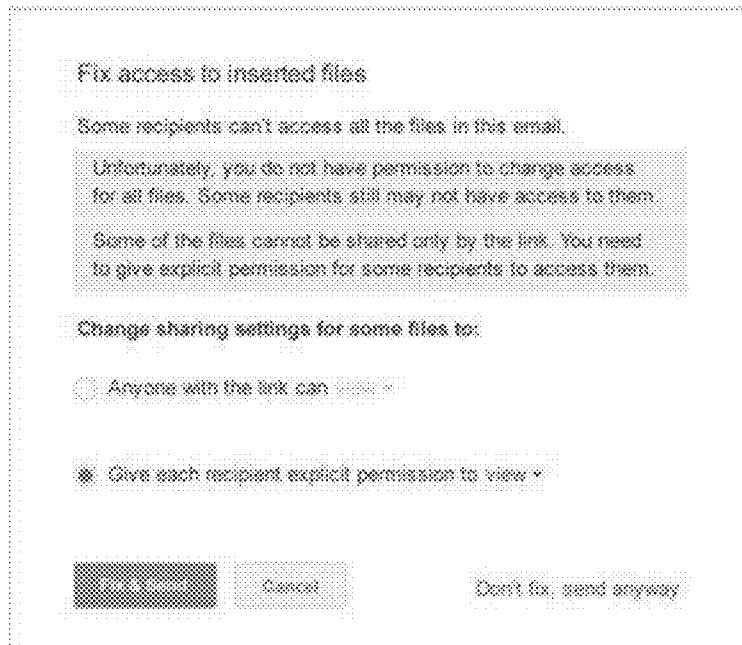 Fix access to inserted files
Some recipients can't access all the files in this email.
Unfortunately, you do not have permission to change access
for all files. Some recipients still may not have access to them.
Some of the files cannot be shared only by the link. You need
to give explicit permission for some recipients to access them.
Change sharing settings for some files to:
Anyone with the link can view
Give each recipient explicit permission to view
Cancel
Don't fix, send anyway